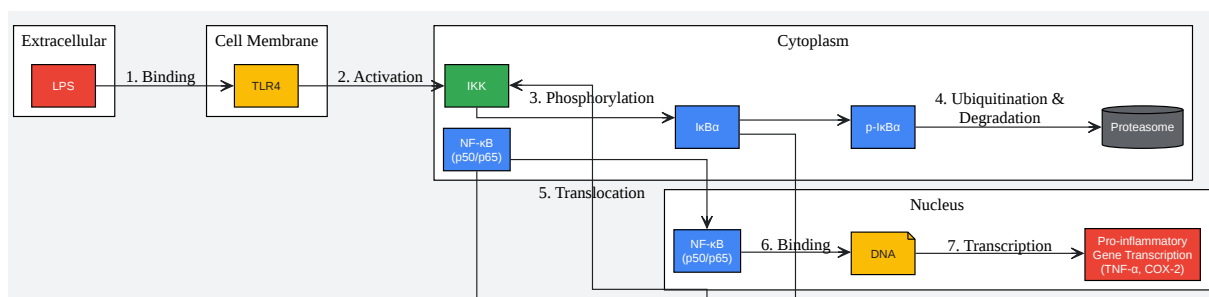 Extracellular
Cell Membrane
Cytoplasm
LPS
1. Binding
TLR4
2. Activation
IKK
3. Phosphorylation
IκBα
p-IκBα
4. Ubiquitination &
Degradation
Proteasome
NF-κB
(p50/p65)
5. Translocation
Nucleus
NF-κB
(p50/p65)
6. Binding
DNA
7. Transcription
Pro-inflammatory
Gene Transcription
(TNF-α, COX-2)